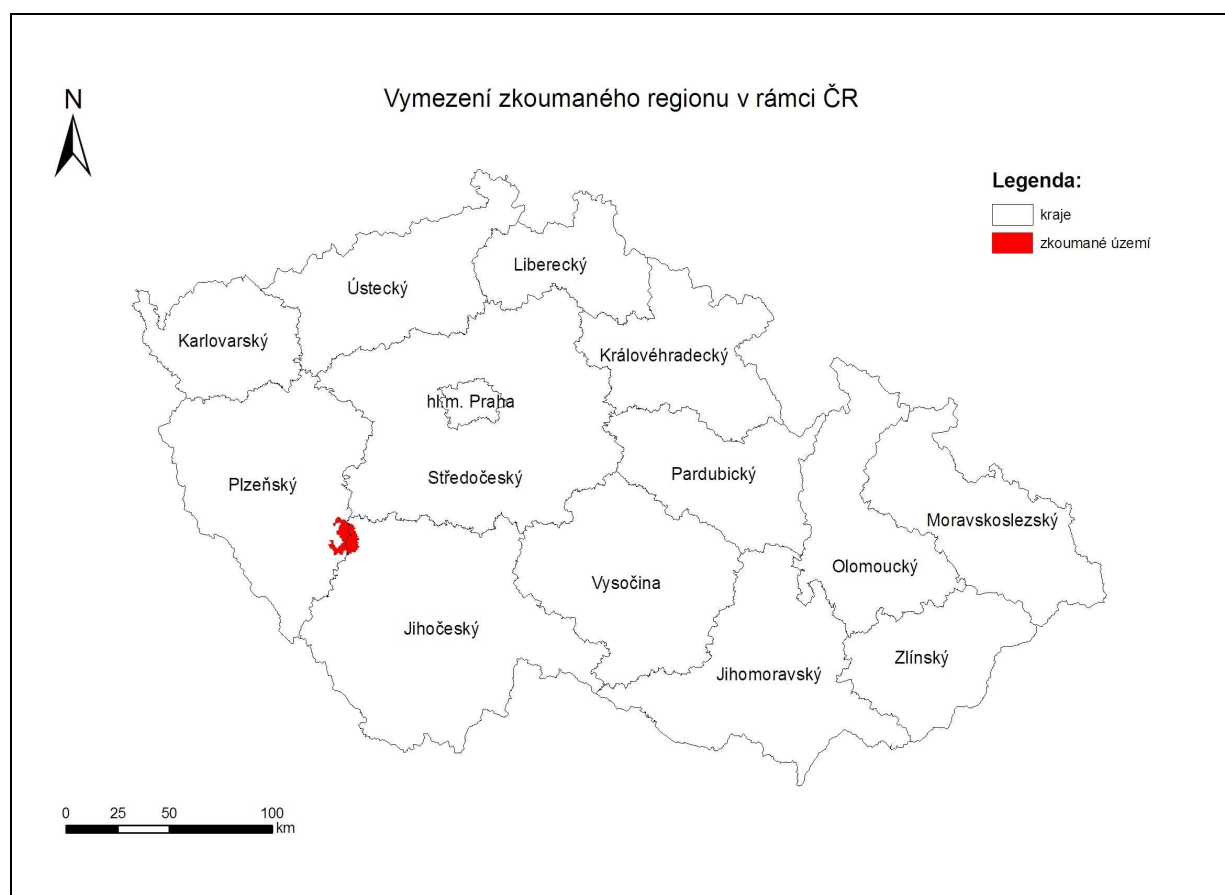 N
Vymezení zkoumaného regionu v rámci ČR
Legenda:
kraje
zkoumané území
Liberecký
Ústecký
Karlovarský
Královéhradecký
hl.m. Praha
Plzeňský
Středočeský
Pardubický
Moravskoslezský
Olomoucký
Vysočina
Jihočeský
Zlínský
Jihomoravský
0 25 50 100
km